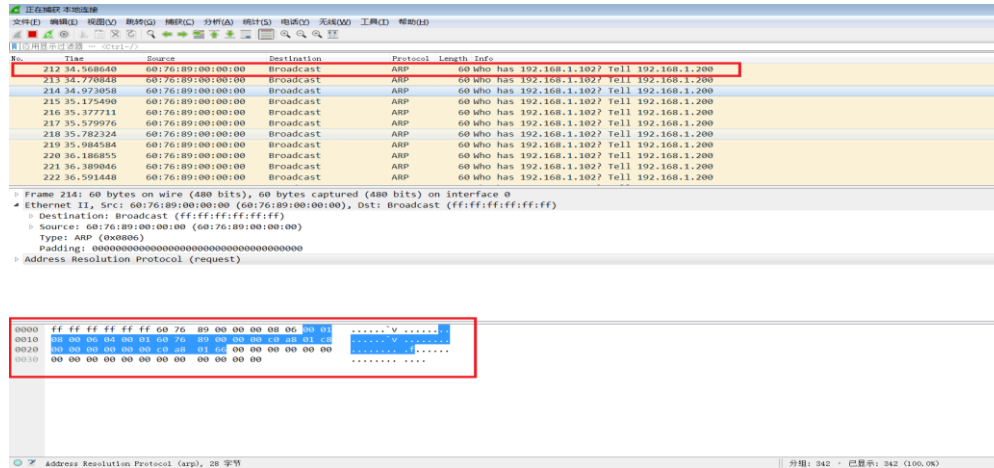 正在捕获 本地连接
文件(F) 编辑(E) 视图(V) 跳转(G) 捕获(C) 分析(A) 统计(S) 电话(Y) 无线(W) 工具(T) 帮助(H)
应用显示过滤器 … <Ctrl-/>
No. Time Source Destination Protocol Length Info
212 34.568640 60:76:89:00:00:00 Broadcast ARP 60 Who has 192.168.1.102? Tell 192.168.1.200
213 34.770848 60:76:89:00:00:00 Broadcast ARP 60 Who has 192.168.1.102? Tell 192.168.1.200
214 34.973058 60:76:89:00:00:00 Broadcast ARP 60 Who has 192.168.1.102? Tell 192.168.1.200
215 35.175490 60:76:89:00:00:00 Broadcast ARP 60 Who has 192.168.1.102? Tell 192.168.1.200
216 35.377711 60:76:89:00:00:00 Broadcast ARP 60 Who has 192.168.1.102? Tell 192.168.1.200
217 35.579976 60:76:89:00:00:00 Broadcast ARP 60 Who has 192.168.1.102? Tell 192.168.1.200
218 35.782324 60:76:89:00:00:00 Broadcast ARP 60 Who has 192.168.1.102? Tell 192.168.1.200
219 35.984584 60:76:89:00:00:00 Broadcast ARP 60 Who has 192.168.1.102? Tell 192.168.1.200
220 36.186855 60:76:89:00:00:00 Broadcast ARP 60 Who has 192.168.1.102? Tell 192.168.1.200
221 36.389046 60:76:89:00:00:00 Broadcast ARP 60 Who has 192.168.1.102? Tell 192.168.1.200
222 36.591448 60:76:89:00:00:00 Broadcast ARP 60 Who has 192.168.1.102? Tell 192.168.1.200
Frame 214: 60 bytes on wire (480 bits), 60 bytes captured (480 bits) on interface 0
Ethernet II, Src: 60:76:89:00:00:00 (60:76:89:00:00:00), Dst: Broadcast (ff:ff:ff:ff:ff:ff)
Destination: Broadcast (ff:ff:ff:ff:ff:ff)
Source: 60:76:89:00:00:00 (60:76:89:00:00:00)
Type: ARP (0x0806)
Padding: 000000000000000000000000000000000000
Address Resolution Protocol (request)
0000 ff ff ff ff ff ff 60 76 89 00 00 00 08 06 00 01 ......`v ........
0010 08 00 06 04 00 01 60 76 89 00 00 00 c0 a8 01 c8 ......`v ........
0020 00 00 00 00 00 00 c0 a8 01 66 00 00 00 00 00 00 ........ .f......
0030 00 00 00 00 00 00 00 00 00 00 00 00 ........ ....
Address Resolution Protocol (arp), 28 字节 分组: 342 · 已显示: 342 (100.0%)